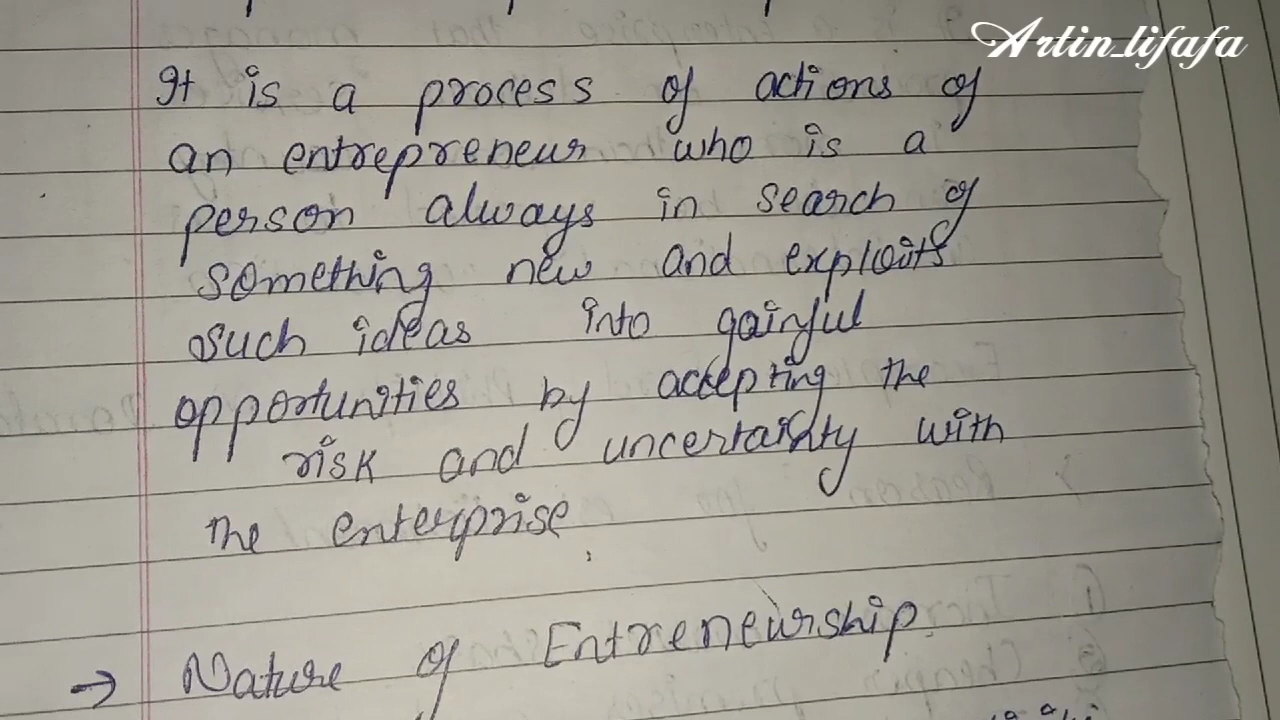 Artin_lifafa
It is a process of actions of
an entrepreneur who is a
person always in search of
something new and exploits
such ideas into gainful
opportunities by accepting the
risk and uncertainty with
the enterprise
→ Nature of Entreneurship